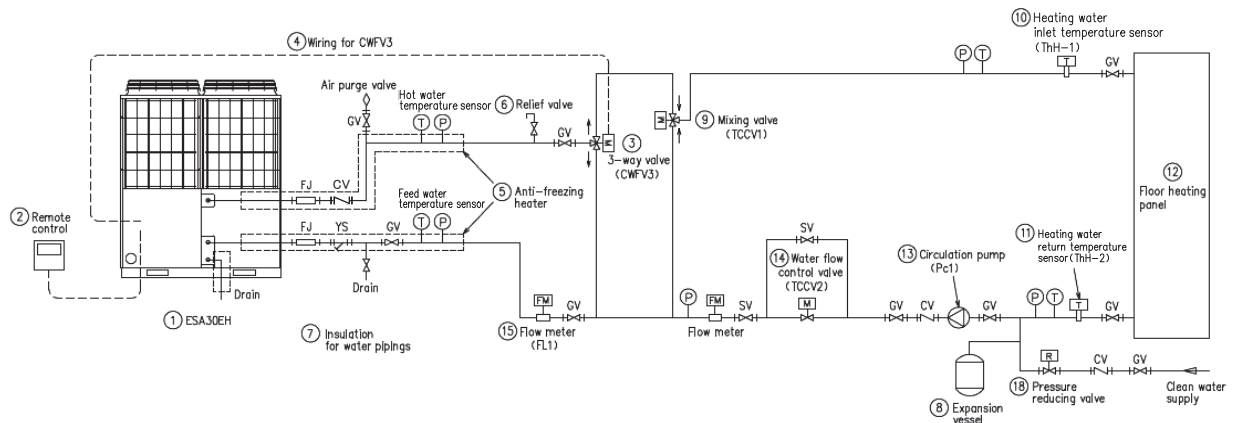 ④ Wiring for CWFV3
⑩ Heating water
inlet temperature sensor
(ThH-1)
P T
T
GV
Air purge valve
Hot water
temperature sensor
⑥ Relief valve
GV
T P
GV
M
③
3-way valve
(CWFV3)
M
⑨ Mixing valve
(TCCV1)
⑫
Floor heating
panel
FJ CV
⑤ Anti-freezing
heater
Feed water
temperature sensor
② Remote
control
FJ YS GV
T P
Drain
Drain
① ESA30EH
⑦ Insulation
for water pipings
FM GV
⑮ Flow meter
(FL1)
P FM SV
Flow meter
SV
⑭ Water flow
control valve
(TCCV2)
M
⑬ Circulation pump
(Pc1)
GV CV GV
⑪ Heating water
return temperature
sensor(ThH-2)
P T
T
GV
R
CV GV
⑧ Expansion
vessel
⑱ Pressure
reducing valve
Clean water
supply